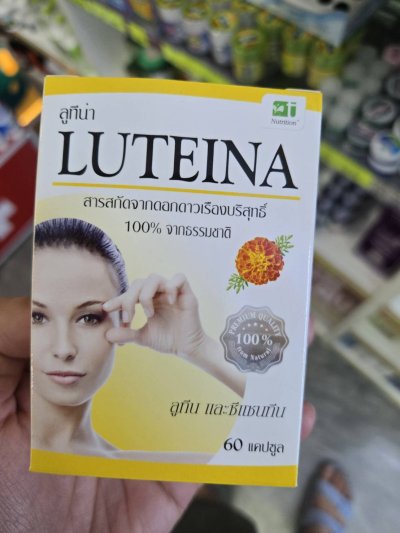 Nutrition
ลูทีน่า
LUTEINA
สารสกัดจากดอกดาวเรืองบริสุทธิ์
100% จากธรรมชาติ
PREMIUM QUALITY
100%
from Natural
ลูทีน และซีแซนทีน
60 แคปซูล